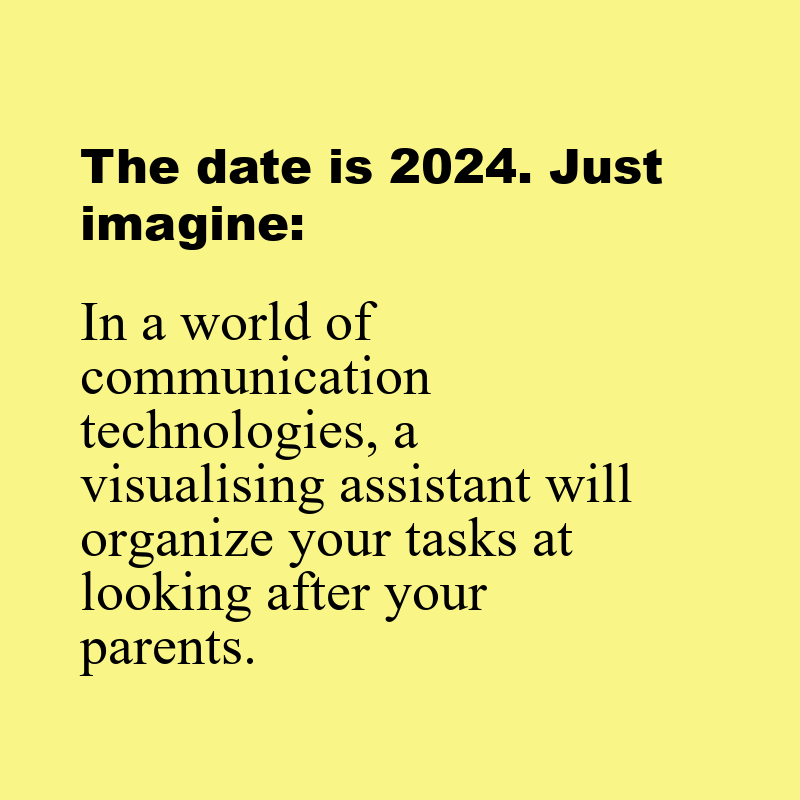 The date is 2024. Just
imagine:
In a world of
communication
technologies, a
visualising assistant will
organize your tasks at
looking after your
parents.